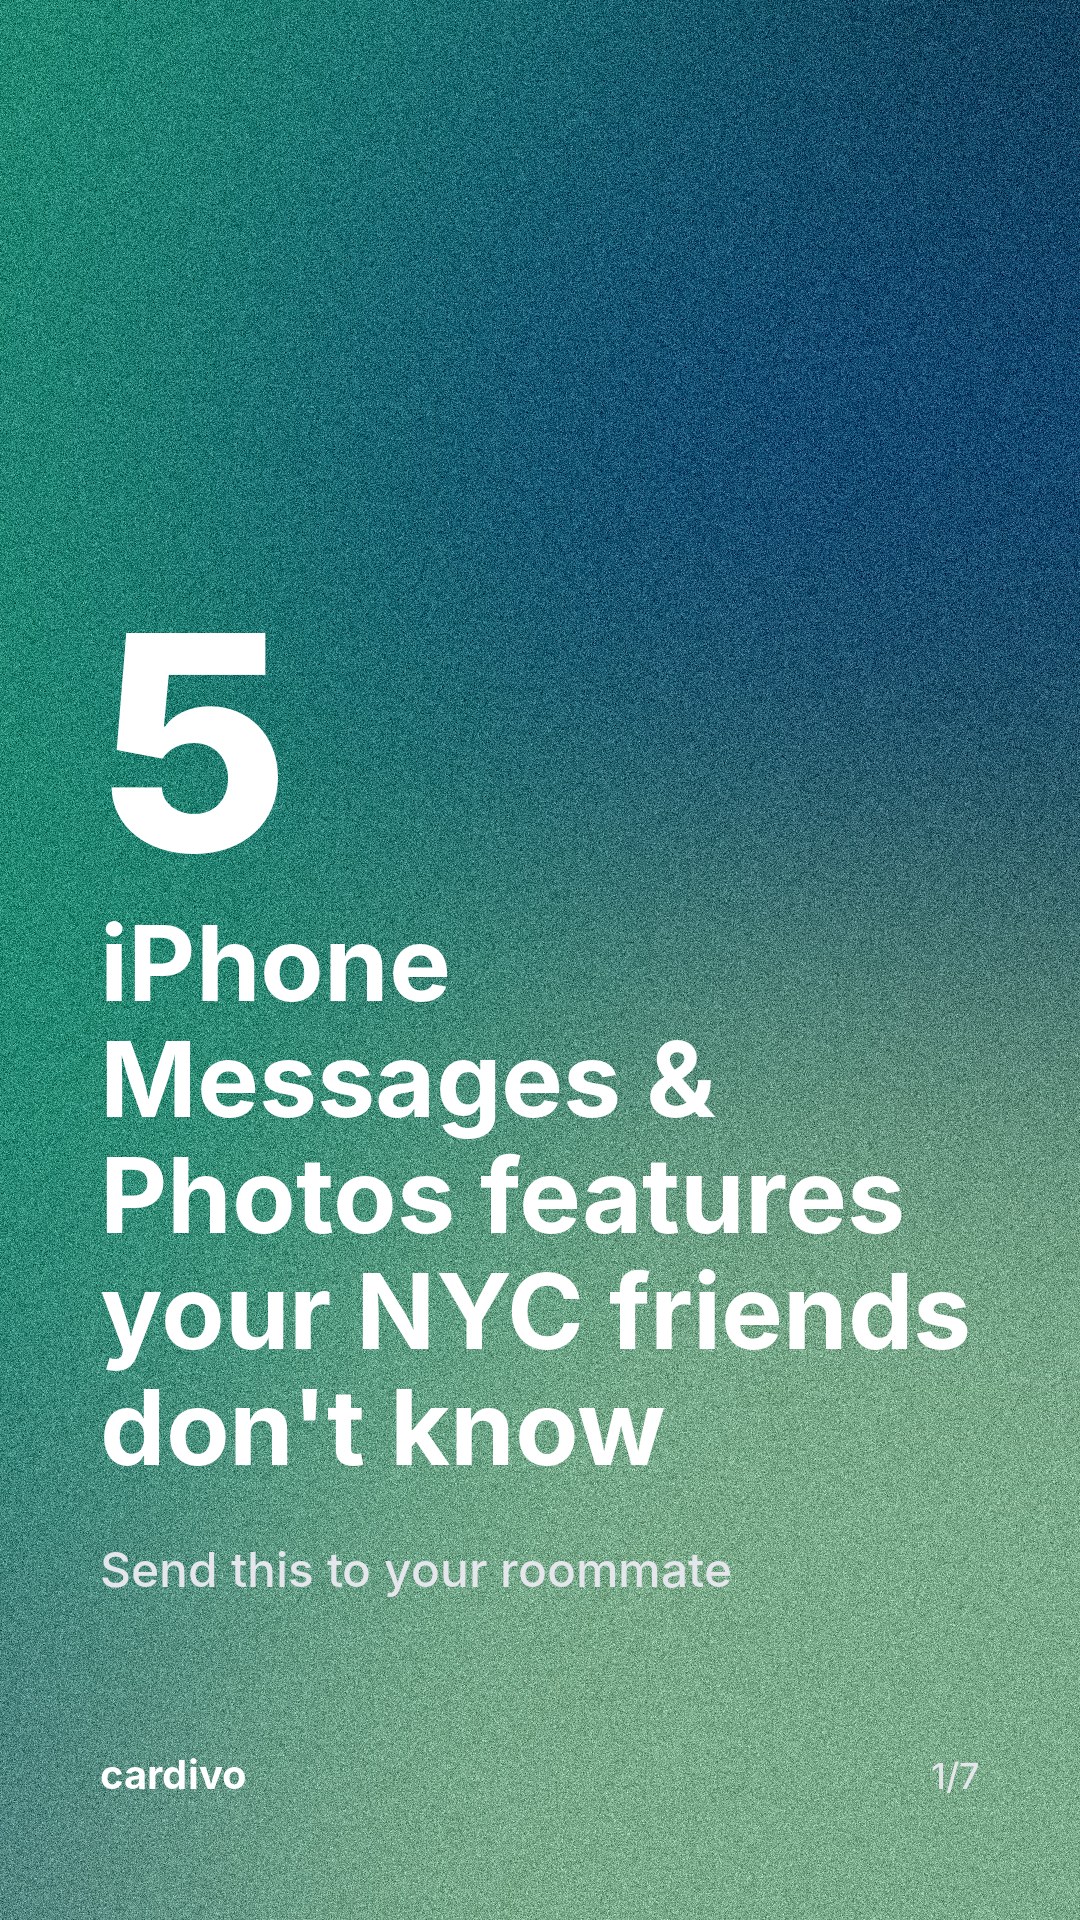 5
iPhone
Messages &
Photos features
your NYC friends
don't know
Send this to your roommate
cardivo
1/7